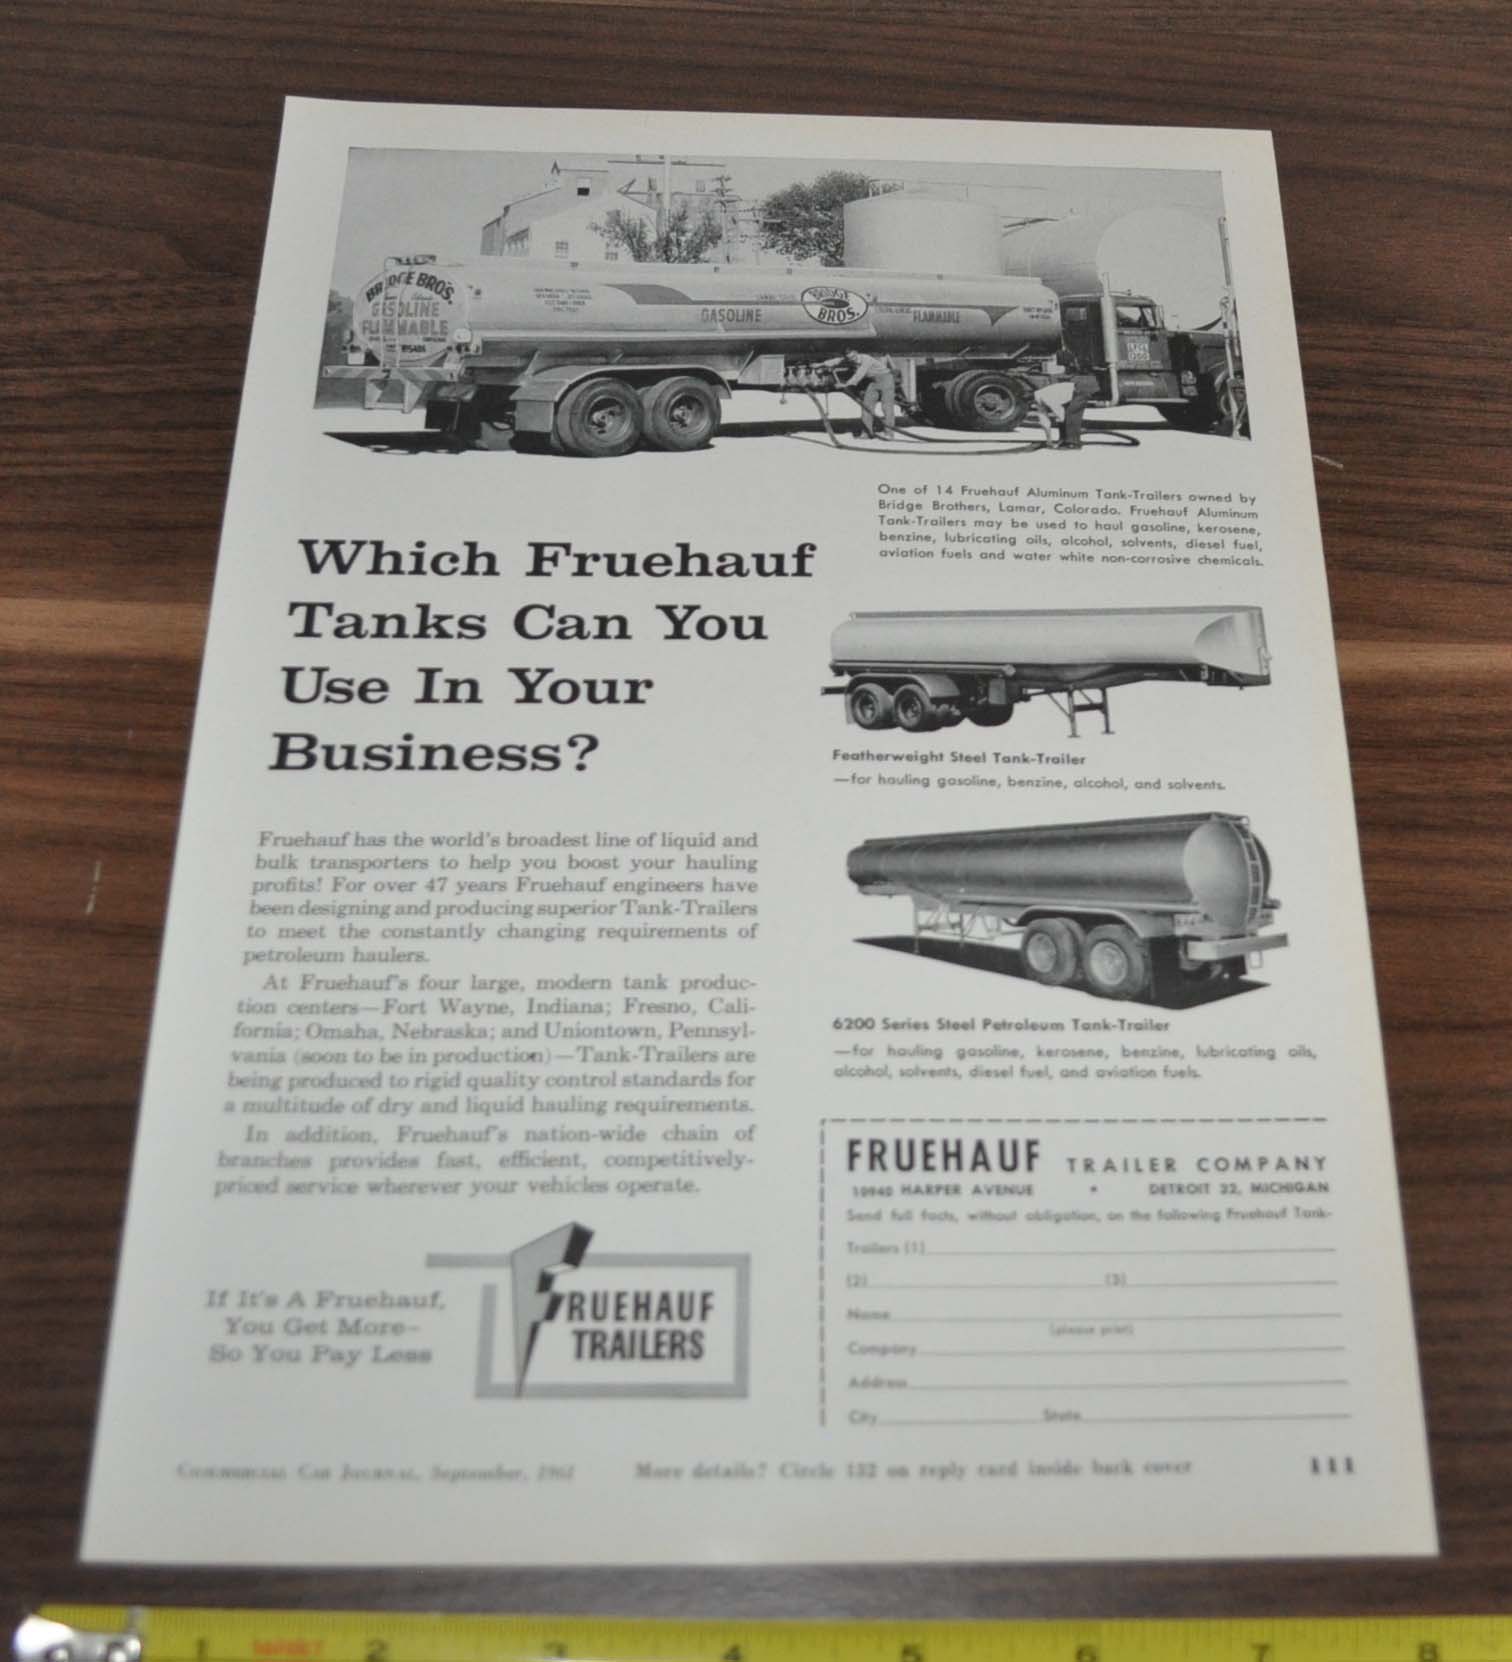 BRIDGE BROS.
GASOLINE
FLAMMABLE
GASOLINE
BRIDGE
BROS.
FLAMMABLE
One of 14 Fruehauf Aluminum Tank-Trailers owned by
Bridge Brothers, Lamar, Colorado. Fruehauf Aluminum
Tank-Trailers may be used to haul gasoline, kerosene,
benzine, lubricating oils, alcohol, solvents, diesel fuel,
aviation fuels and water white non-corrosive chemicals.
Which Fruehauf
Tanks Can You
Use In Your
Business?
Featherweight Steel Tank-Trailer
—for hauling gasoline, benzine, alcohol, and solvents.
Fruehauf has the world's broadest line of liquid and
bulk transporters to help you boost your hauling
profits! For over 47 years Fruehauf engineers have
been designing and producing superior Tank-Trailers
to meet the constantly changing requirements of
petroleum haulers.
At Fruehauf's four large, modern tank produc-
tion centers—Fort Wayne, Indiana; Fresno, Cali-
fornia; Omaha, Nebraska; and Uniontown, Pennsyl-
vania (soon to be in production)—Tank-Trailers are
being produced to rigid quality control standards for
a multitude of dry and liquid hauling requirements.
In addition, Fruehauf's nation-wide chain of
branches provides fast, efficient, competitively-
priced service wherever your vehicles operate.
6200 Series Steel Petroleum Tank-Trailer
—for hauling gasoline, kerosene, benzine, lubricating oils,
alcohol, solvents, diesel fuel, and aviation fuels.
If It's A Fruehauf,
You Get More—
So You Pay Less
FRUEHAUF
TRAILERS
FRUEHAUF TRAILER COMPANY
10940 HARPER AVENUE • DETROIT 32, MICHIGAN
Send full facts, without obligation, on the following Fruehauf Tank-
Trailers (1)
(2) (3)
Name
(please print)
Company
Address
City State
COMMERCIAL CAR JOURNAL, September, 1961 More details? Circle 152 on reply card inside back cover 111
1 2 3 4 5 6 7 8